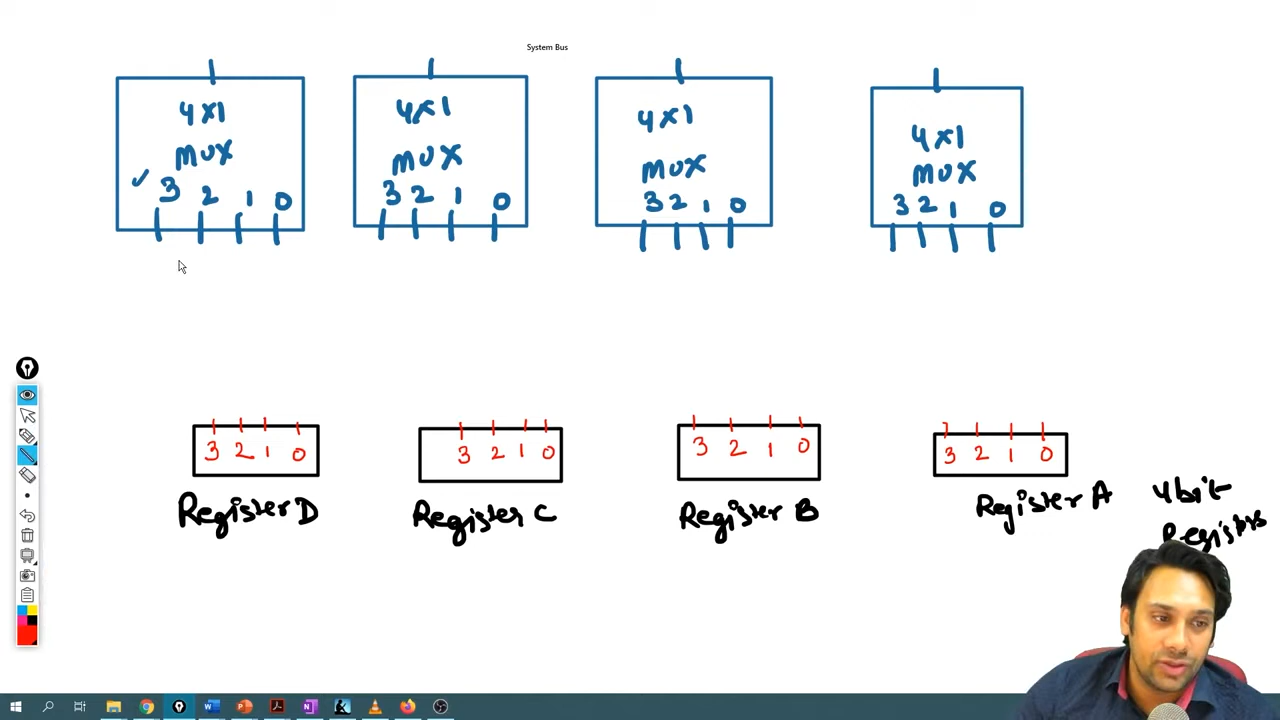 System Bus
4x1
MUX
3 2 1 0
4x1
MUX
3 2 1 0
4x1
MUX
3 2 1 0
4x1
MUX
3 2 1 0
3 2 1 0
Register D
3 2 1 0
Register C
3 2 1 0
Register B
3 2 1 0
Register A
4bit
Registers